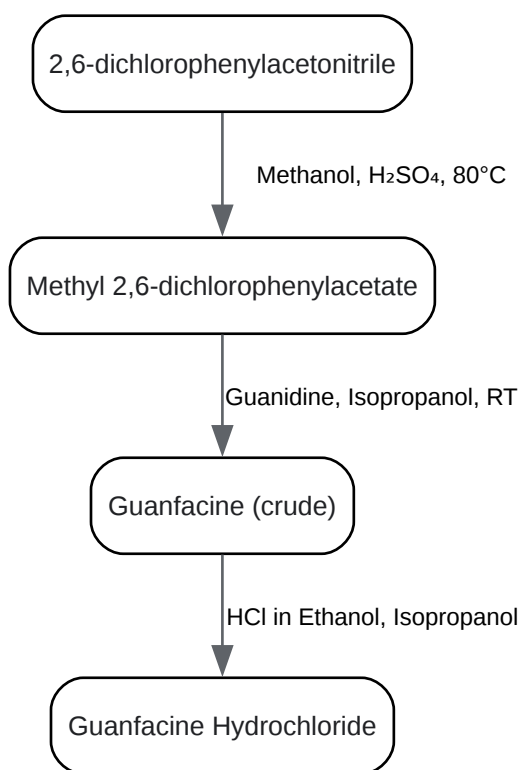 2,6-dichlorophenylacetonitrile
Methanol, H₂SO₄, 80°C
Methyl 2,6-dichlorophenylacetate
Guanidine, Isopropanol, RT
Guanfacine (crude)
HCl in Ethanol, Isopropanol
Guanfacine Hydrochloride